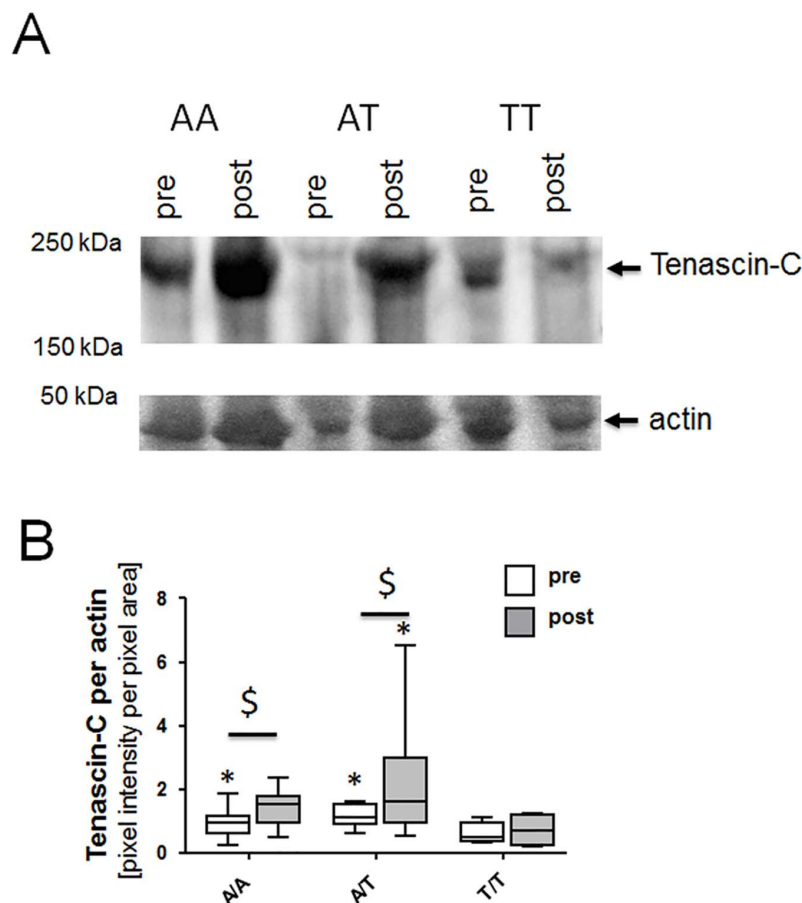 A
AA AT TT
pre post pre post pre post
250 kDa
Tenascin-C
150 kDa
50 kDa
actin
B
Tenascin-C per actin
[pixel intensity per pixel area]
8
6
4
2
0
$
$
*
*
*
pre
post
A/A
A/T
T/T